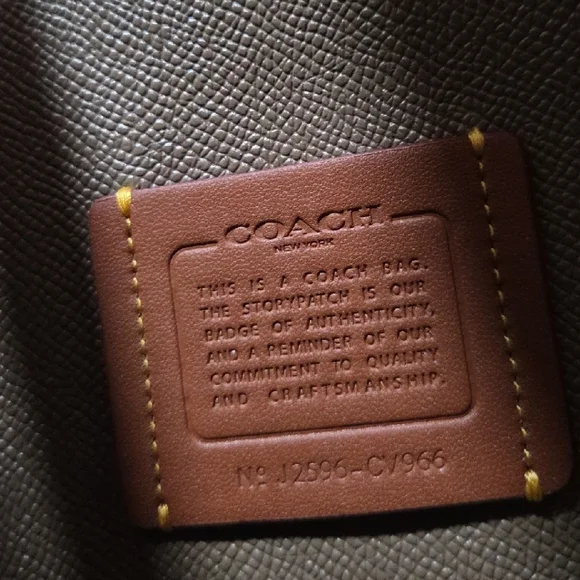 COACH
NEW YORK
THIS IS A COACH BAG.
THE STORYPATCH IS OUR
BADGE OF AUTHENTICITY,
AND A REMINDER OF OUR
COMMITMENT TO QUALITY
AND CRAFTSMANSHIP.
No J2596-CV966